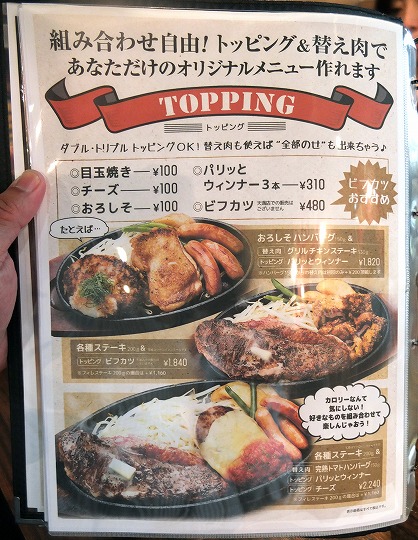 組み合わせ自由！トッピング&替え肉で
あなただけのオリジナルメニュー作れます
TOPPING
トッピング
ダブル・トリプルトッピングOK！替え肉も使えば“全部のせ”も出来ちゃう♪
◎目玉焼き—¥100
◎チーズ——¥100
◎おろしそ—¥100
◎パリッと
ウィンナー3本—¥310
◎ビフカツ ¥480
ビフカツ
おすすめ
たとえば…
おろしそハンバーグ &
替え肉 グリルチキンステーキ
トッピング パリッとウィンナー
¥1,820
各種ステーキ 200g &
トッピング ビフカツ
¥1,840
カロリーなんて
気にしない！
好きなものを組み合わせて
楽しんじゃおう！
各種ステーキ 200g &
替え肉 完熟トマトハンバーグ
トッピング パリッとウィンナー
トッピング チーズ
¥2,240